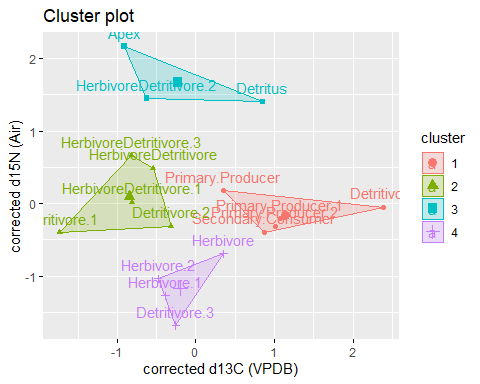 Cluster plot
Apex
HerbivoreDetritivore.2
Detritus
HerbivoreDetritivore.3
HerbivoreDetritivore
Primary.Producer
HerbivoreDetritivore.1
Detritivo
Primary.Producer.1
Primary.Producer.2
Detritivore.2
ritivore.1
Secondary.Consumer
Herbivore
Herbivore.2
Herbivore.1
Detritivore.3
2
1
0
-1
-1
0
1
2
corrected d15N (Air)
corrected d13C (VPDB)
cluster
a 1
a 2
a 3
a 4